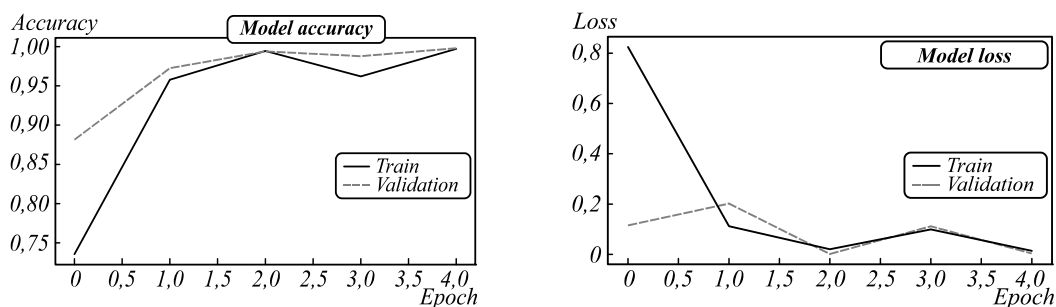 Accuracy
Model accuracy
1,00
0,95
0,90
0,85
0,80
0,75
Train
Validation
0 0,5 1,0 1,5 2,0 2,5 3,0 3,5 4,0
Epoch
Loss
Model loss
0,8
0,6
0,4
0,2
0
Train
Validation
0 0,5 1,0 1,5 2,0 2,5 3,0 3,5 4,0
Epoch